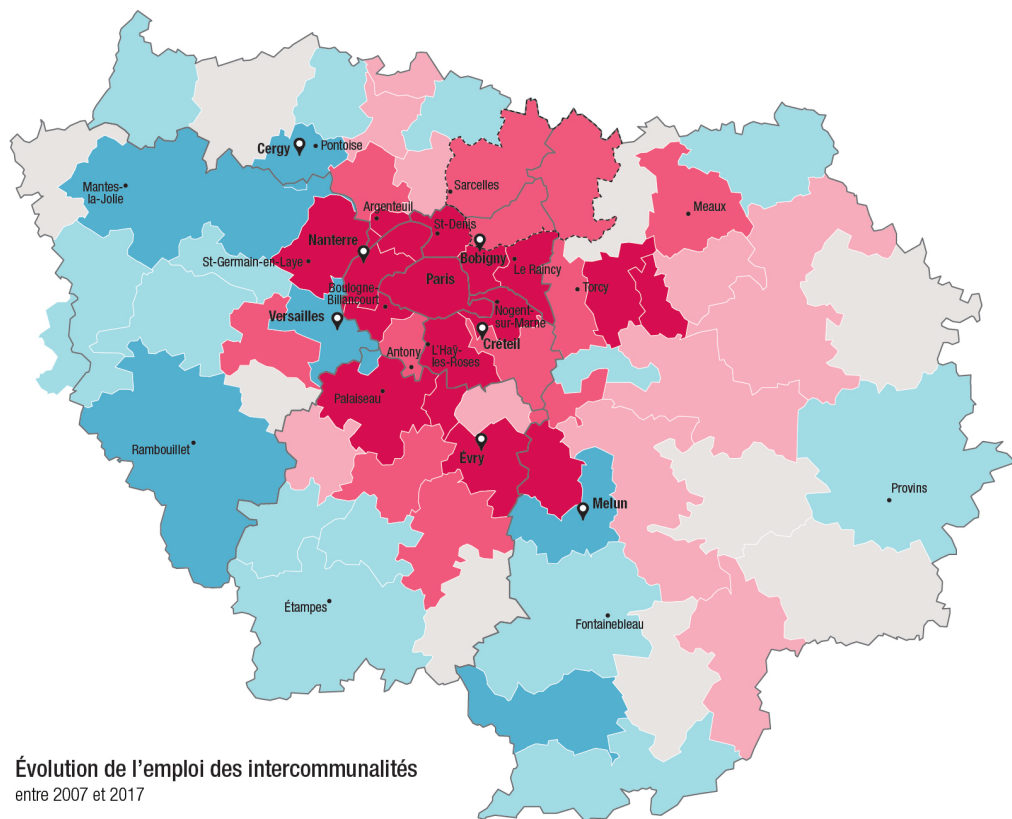 Cergy
Pontoise
Mantes-
la-Jolie
Sarcelles
Argenteuil
Meaux
St-Denis
Nanterre
Bobigny
St-Germain-en-Laye
Le Raincy
Paris
Boulogne-
Billancourt
Torcy
Versailles
Nogent-
sur-Marne
Créteil
Antony
L'Haÿ-
les-Roses
Palaiseau
Rambouillet
Évry
Provins
Melun
Étampes
Fontainebleau
Évolution de l'emploi des intercommunalités
entre 2007 et 2017